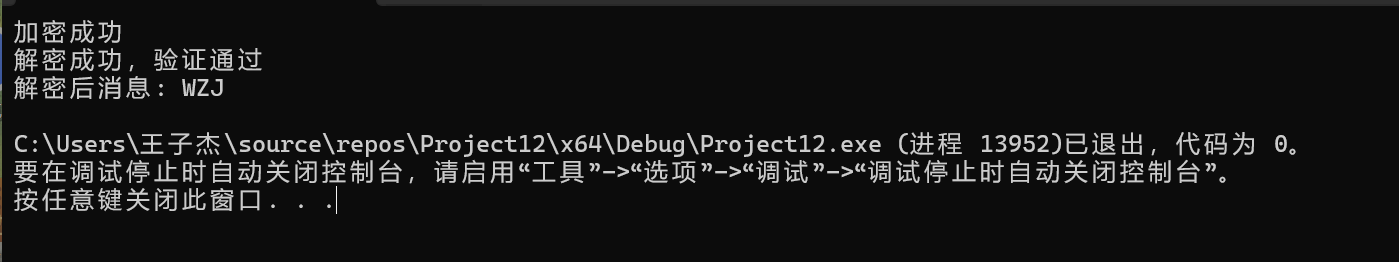 加密成功
解密成功，验证通过
解密后消息: WZJ
C:\Users\王子杰\source\repos\Project12\x64\Debug\Project12.exe (进程 13952)已退出，代码为 0。
要在调试停止时自动关闭控制台，请启用“工具”->“选项”->“调试”->“调试停止时自动关闭控制台”。
按任意键关闭此窗口. . .